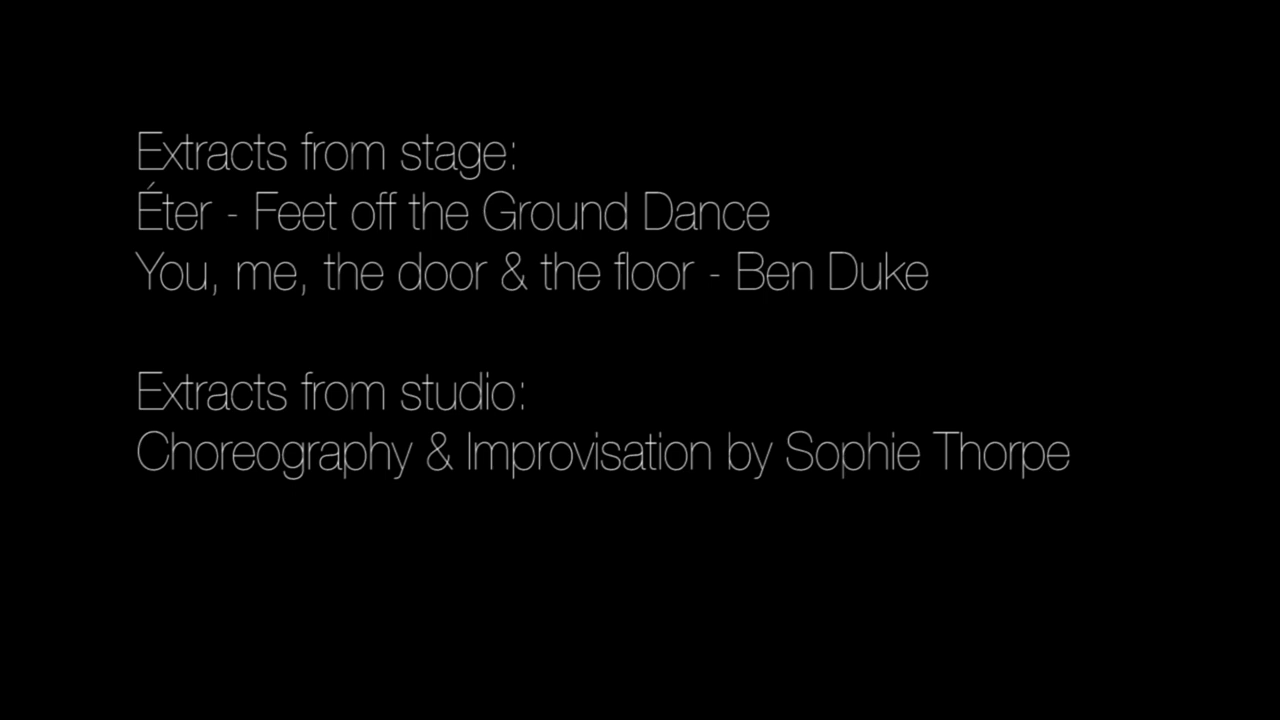 Extracts from stage:
Éter - Feet off the Ground Dance
You, me, the door & the floor - Ben Duke
Extracts from studio:
Choreography & Improvisation by Sophie Thorpe